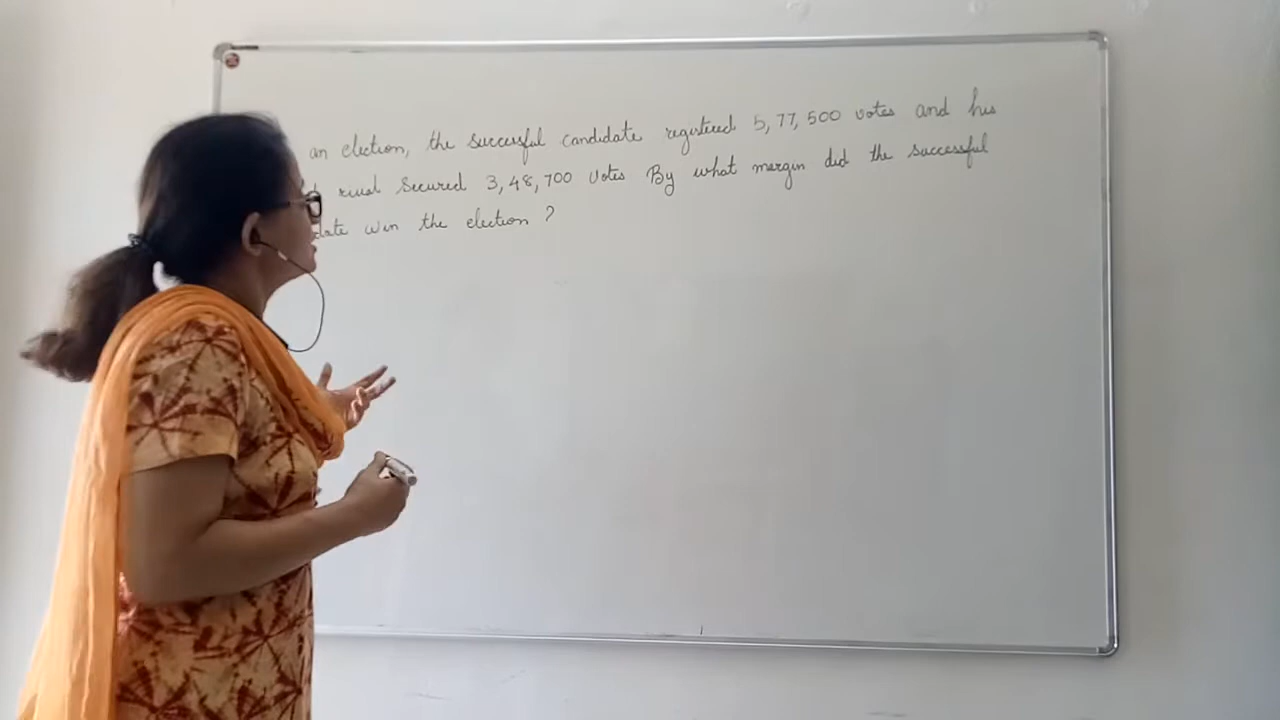 an election, the successful candidate registered 5,77,500 votes and his
rival secured 3,48,700 votes By what margin did the successful
date win the election ?